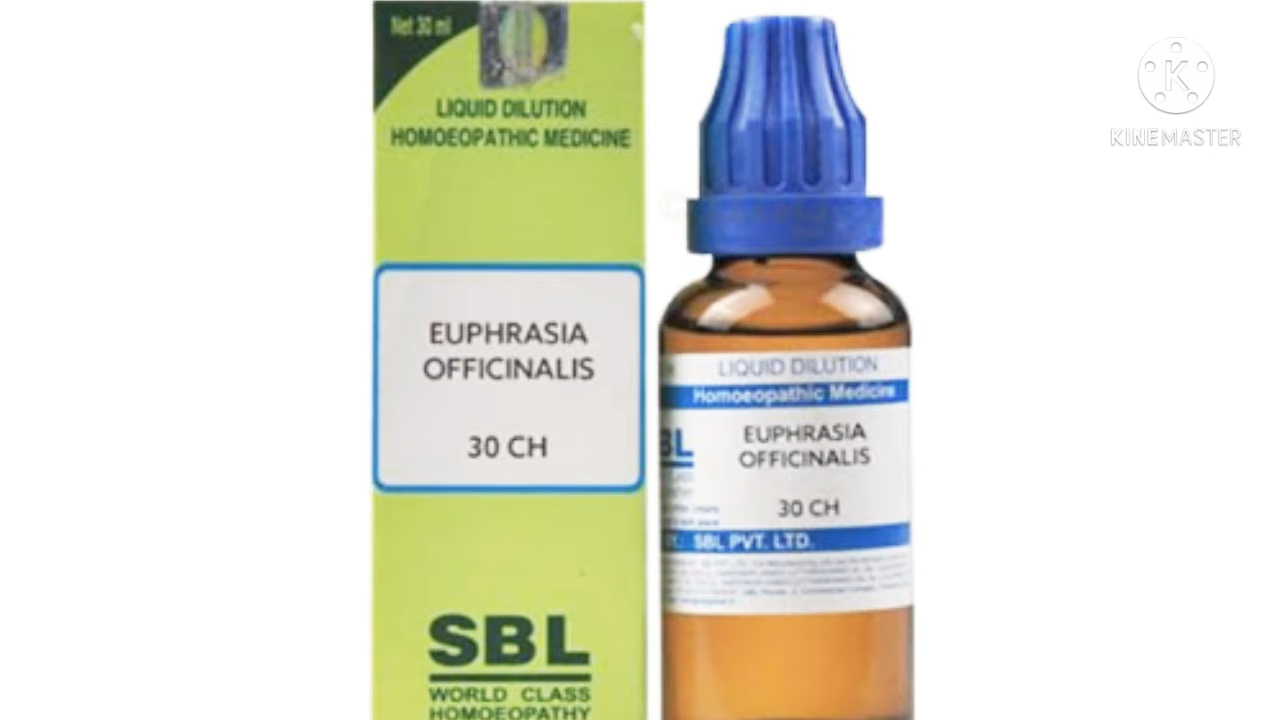 Net 30 ml
LIQUID DILUTION
HOMOEOPATHIC MEDICINE
EUPHRASIA
OFFICINALIS
30 CH
SBL
WORLD CLASS
HOMOEOPATHY
LIQUID DILUTION
Homoeopathic Medicine
BL
EUPHRASIA
OFFICINALIS
30 CH
SBL PVT. LTD.
K
KINEMASTER